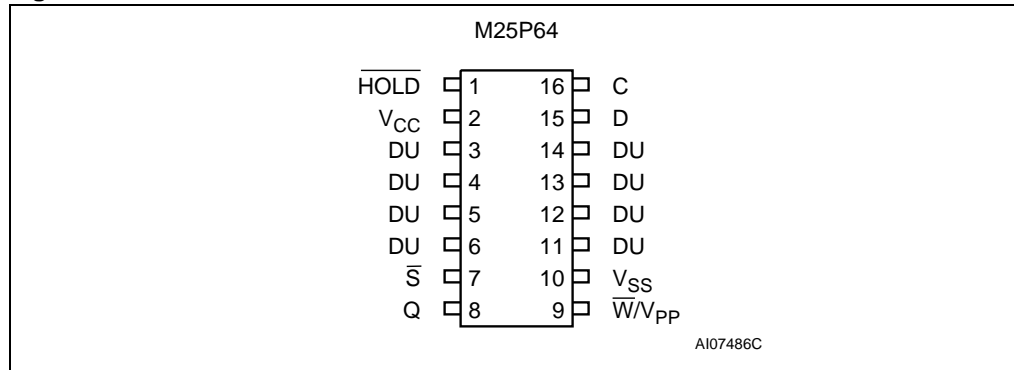 M25P64
HOLD 1 16 C
VCC 2 15 D
DU 3 14 DU
DU 4 13 DU
DU 5 12 DU
DU 6 11 DU
S 7 10 VSS
Q 8 9 W/VPP
AI07486C